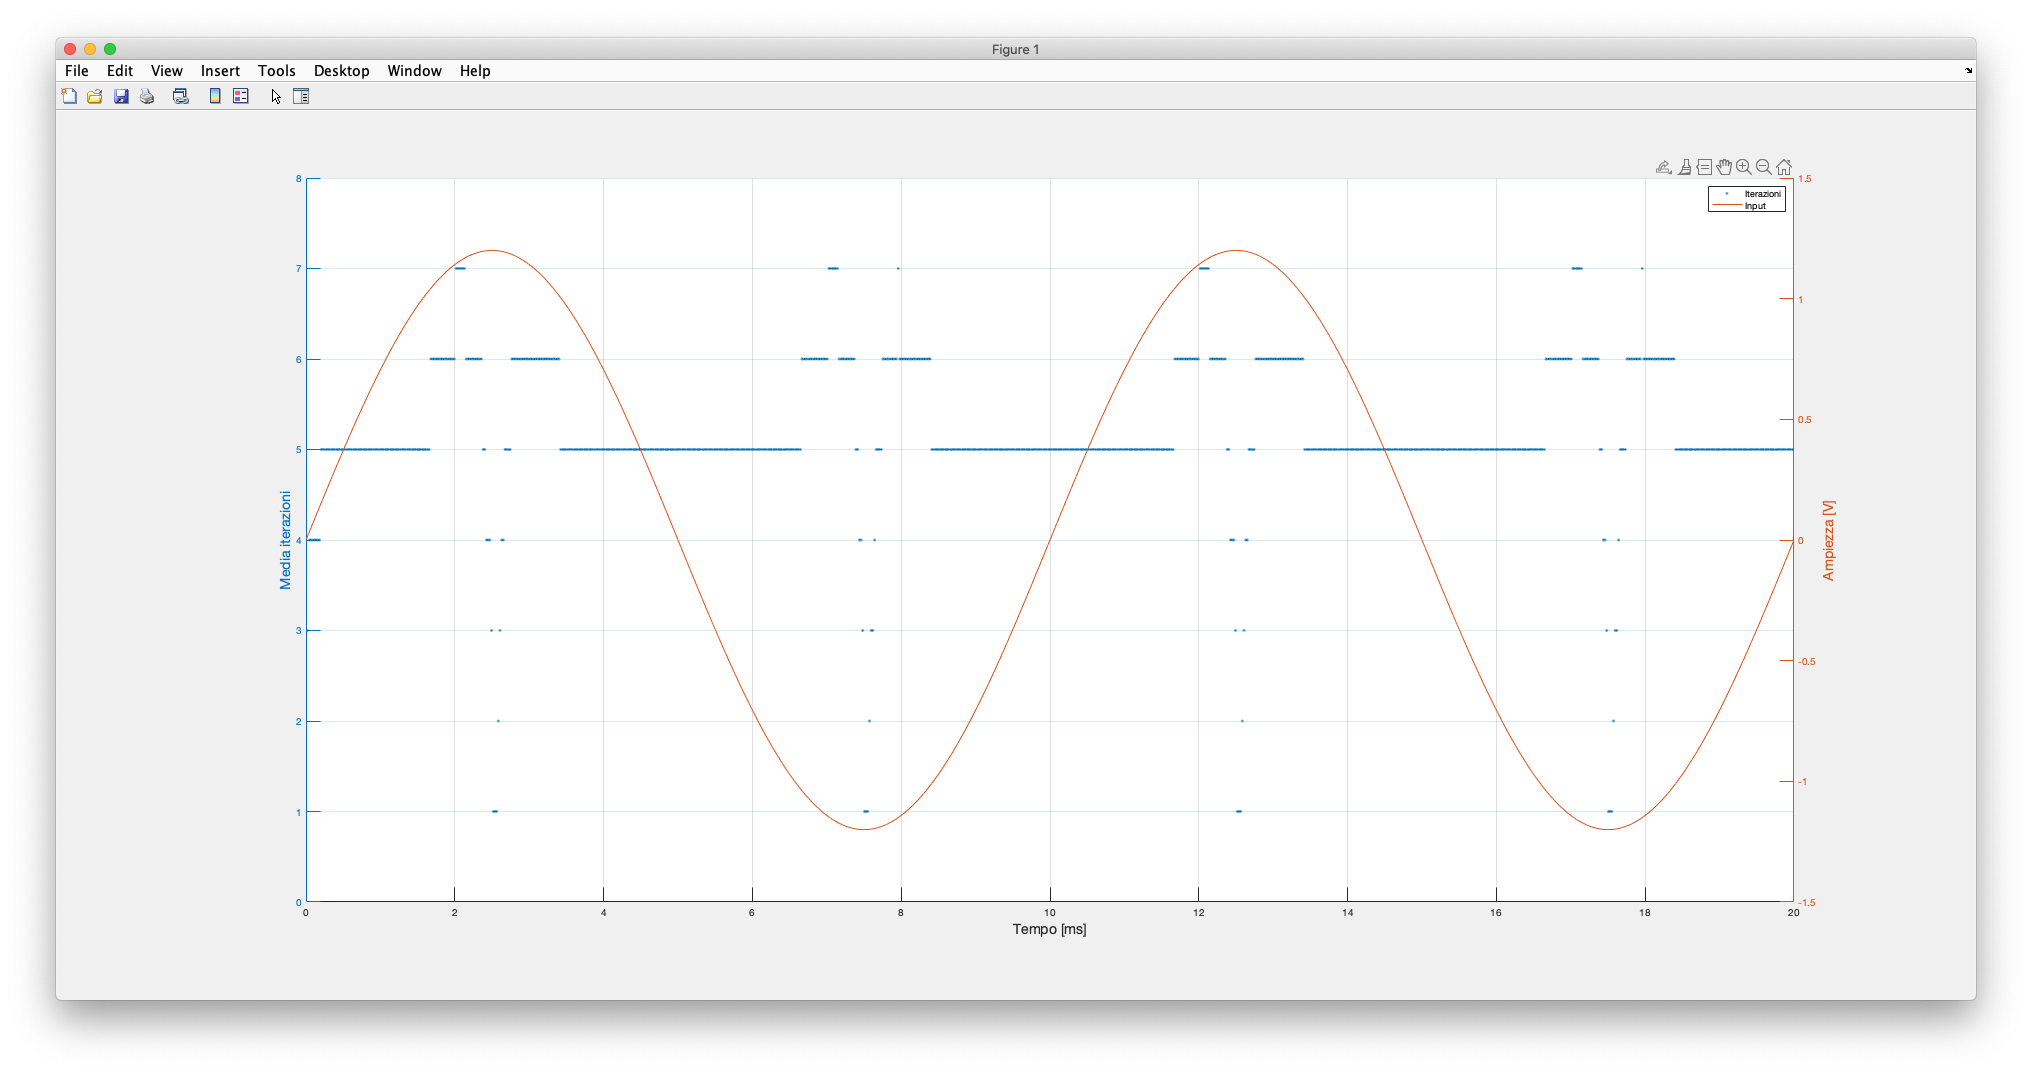 Figure 1
File Edit View Insert Tools Desktop Window Help
8
7
6
5
4
3
2
1
0
Media iterazioni
Iterazioni
Input
1.5
1
0.5
0
-0.5
-1
-1.5
Ampiezza [V]
0 2 4 6 8 10 12 14 16 18 20
Tempo [ms]